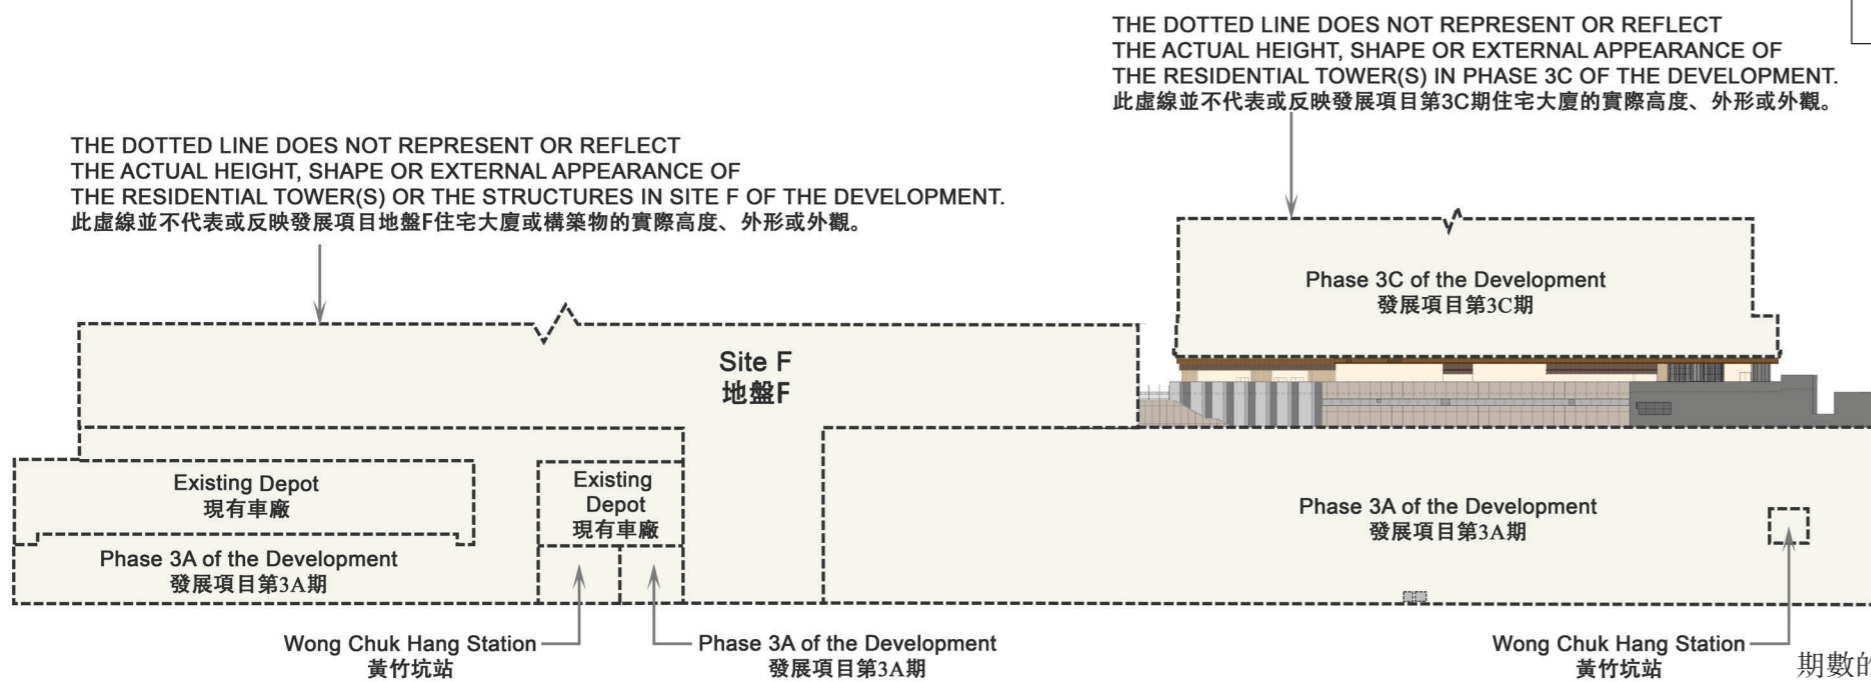 THE DOTTED LINE DOES NOT REPRESENT OR REFLECT
THE ACTUAL HEIGHT, SHAPE OR EXTERNAL APPEARANCE OF
THE RESIDENTIAL TOWER(S) IN PHASE 3C OF THE DEVELOPMENT.
此虛線並不代表或反映發展項目第3C期住宅大廈的實際高度、外形或外觀。
THE DOTTED LINE DOES NOT REPRESENT OR REFLECT
THE ACTUAL HEIGHT, SHAPE OR EXTERNAL APPEARANCE OF
THE RESIDENTIAL TOWER(S) OR THE STRUCTURES IN SITE F OF THE DEVELOPMENT.
此虛線並不代表或反映發展項目地盤F住宅大廈或構築物的實際高度、外形或外觀。
Phase 3C of the Development
發展項目第3C期
Site F
地盤F
Existing Depot
現有車廠
Existing
Depot
現有車廠
Phase 3A of the Development
發展項目第3A期
Phase 3A of the Development
發展項目第3A期
Wong Chuk Hang Station
黃竹坑站
Phase 3A of the Development
發展項目第3A期
Wong Chuk Hang Station
黃竹坑站
期數的